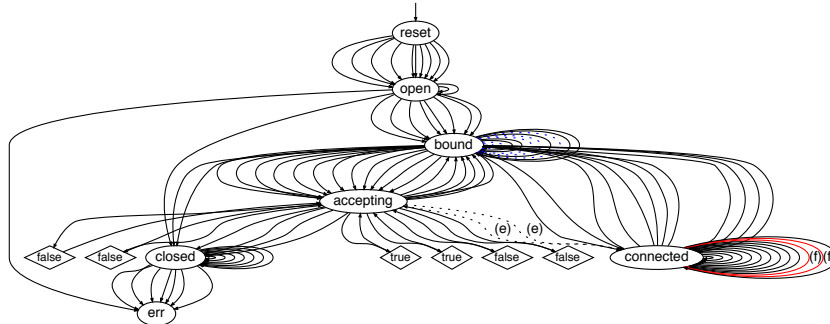 reset
open
bound
accepting
(e) (e)
false false closed true true false false connected (f) (f
err